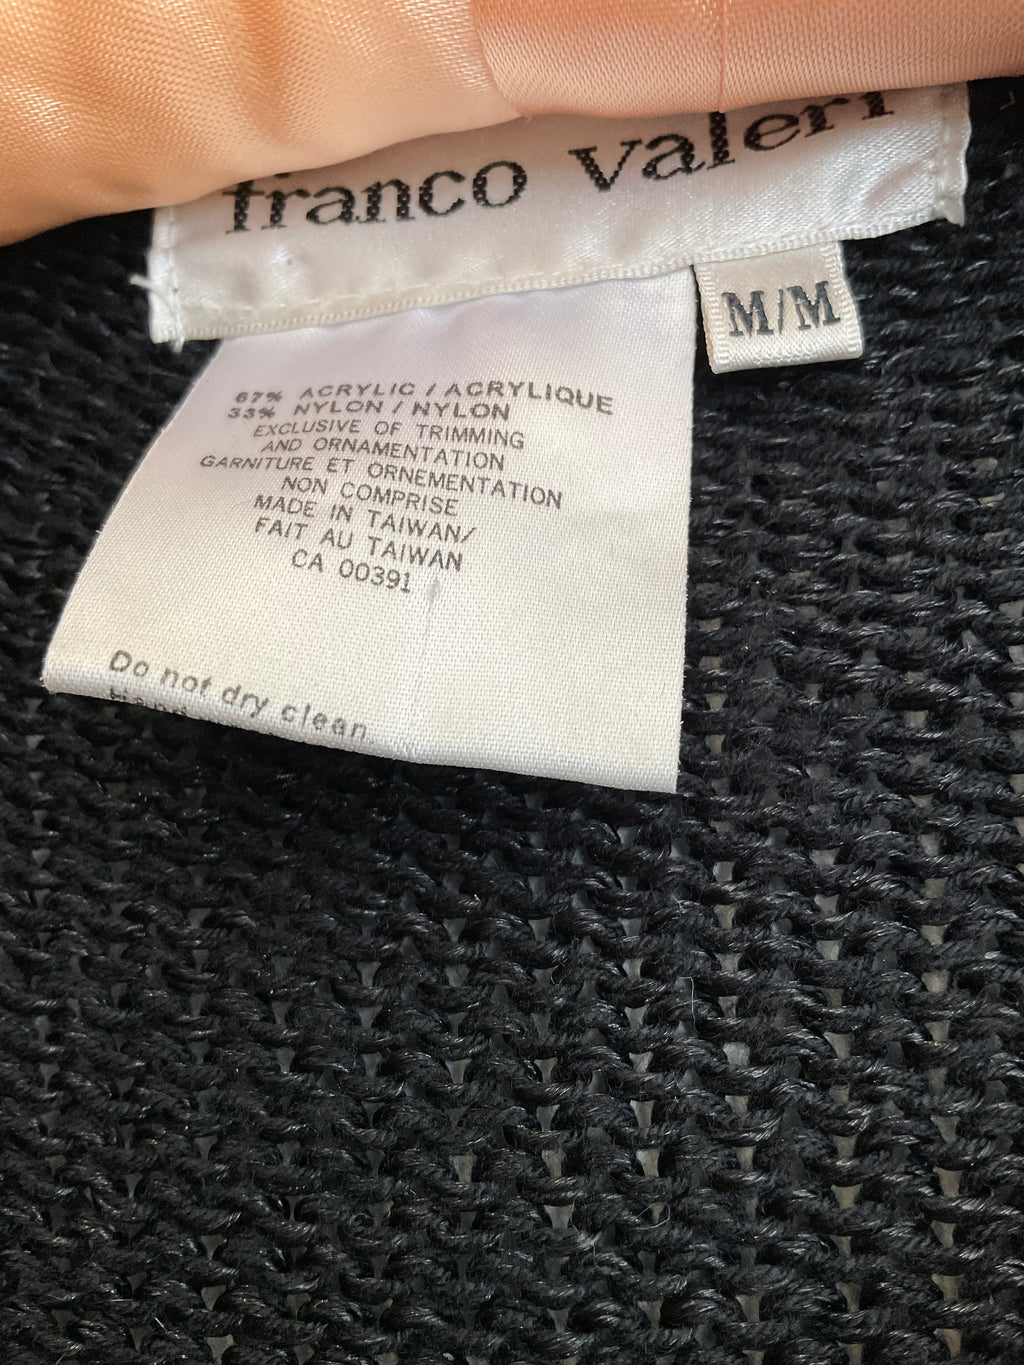 franco valeri
M/M
67% ACRYLIC / ACRYLIQUE
33% NYLON / NYLON
EXCLUSIVE OF TRIMMING
AND ORNAMENTATION
GARNITURE ET ORNEMENTATION
NON COMPRISE
MADE IN TAIWAN/
FAIT AU TAIWAN
CA 00391
Do not dry clean
Hand